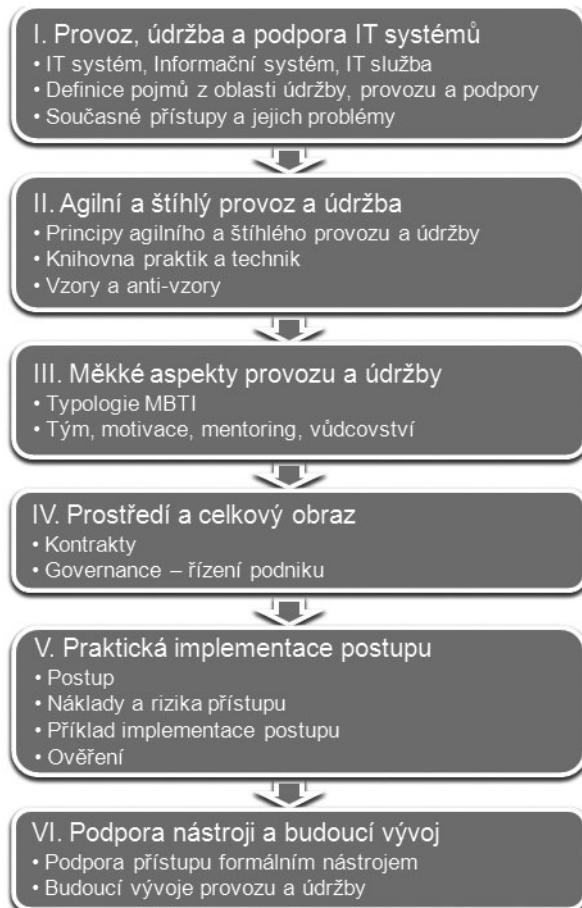 I. Provoz, údržba a podpora IT systémů
• IT systém, Informační systém, IT služba
• Definice pojmů z oblasti údržby, provozu a podpory
• Současné přístupy a jejich problémy
II. Agilní a štíhlý provoz a údržba
• Principy agilního a štíhlého provozu a údržby
• Knihovna praktik a technik
• Vzory a anti-vzory
III. Měkké aspekty provozu a údržby
• Typologie MBTI
• Tým, motivace, mentoring, vůdcovství
IV. Prostředí a celkový obraz
• Kontrakty
• Governance – řízení podniku
V. Praktická implementace postupu
• Postup
• Náklady a rizika přístupu
• Příklad implementace postupu
• Ověření
VI. Podpora nástroji a budoucí vývoj
• Podpora přístupu formálním nástrojem
• Budoucí vývoje provozu a údržby